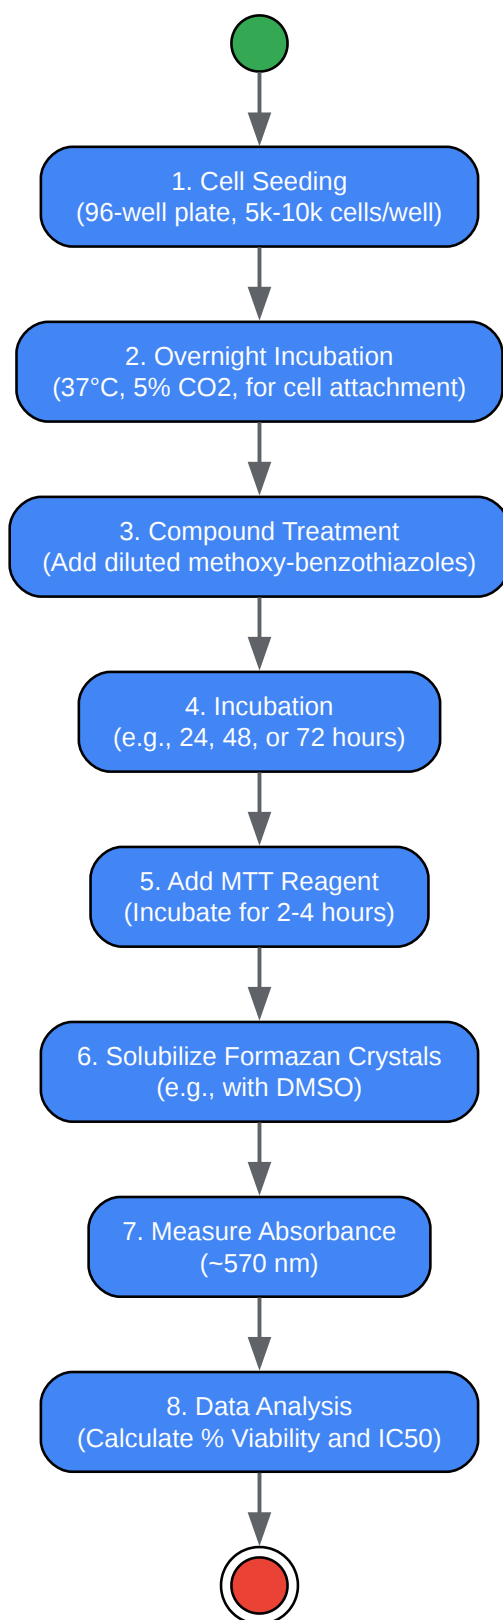 1. Cell Seeding
(96-well plate, 5k-10k cells/well)
2. Overnight Incubation
(37°C, 5% CO2, for cell attachment)
3. Compound Treatment
(Add diluted methoxy-benzothiazoles)
4. Incubation
(e.g., 24, 48, or 72 hours)
5. Add MTT Reagent
(Incubate for 2-4 hours)
6. Solubilize Formazan Crystals
(e.g., with DMSO)
7. Measure Absorbance
(~570 nm)
8. Data Analysis
(Calculate % Viability and IC50)